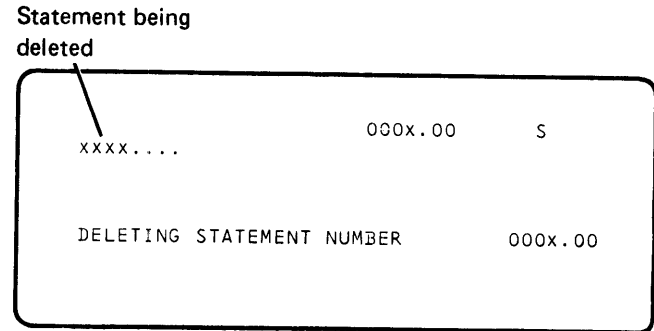 Statement being
deleted
000x.00 S
xxxx....
DELETING STATEMENT NUMBER 000x.00